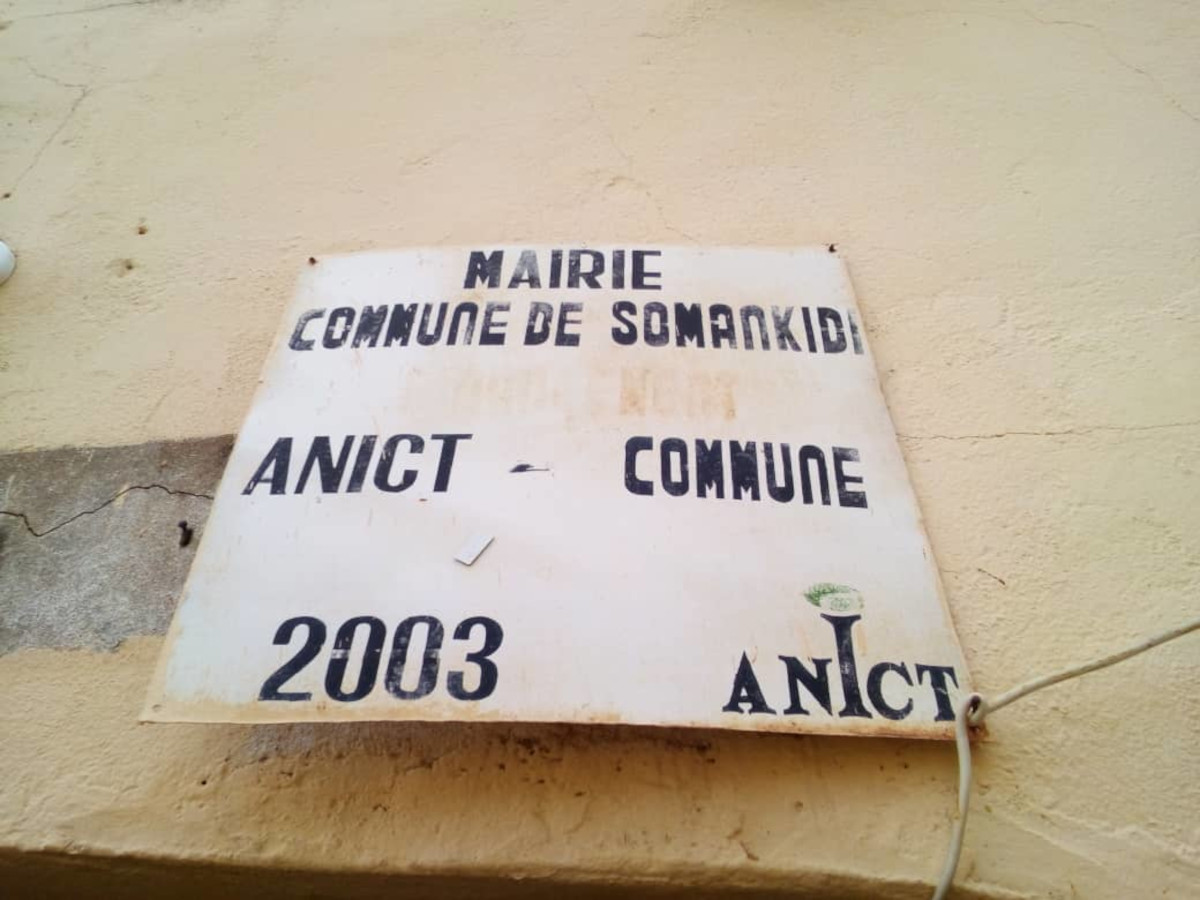 MAIRIE
COMMUNE DE SOMANKIDI
ANICT - COMMUNE
2003
ANICT